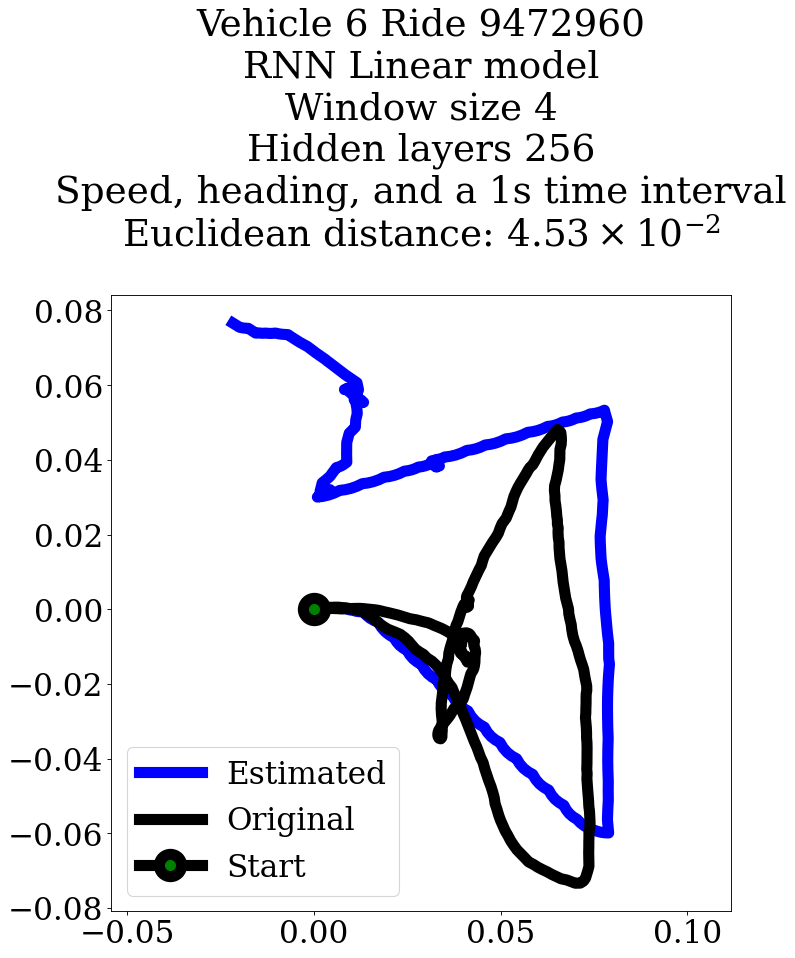 Vehicle 6 Ride 9472960
RNN Linear model
Window size 4
Hidden layers 256
Speed, heading, and a 1s time interval
Euclidean distance: 4.53 × 10⁻²
0.08
0.06
0.04
0.02
0.00
−0.02
−0.04
−0.06
−0.08
Estimated
Original
Start
−0.05
0.00
0.05
0.10